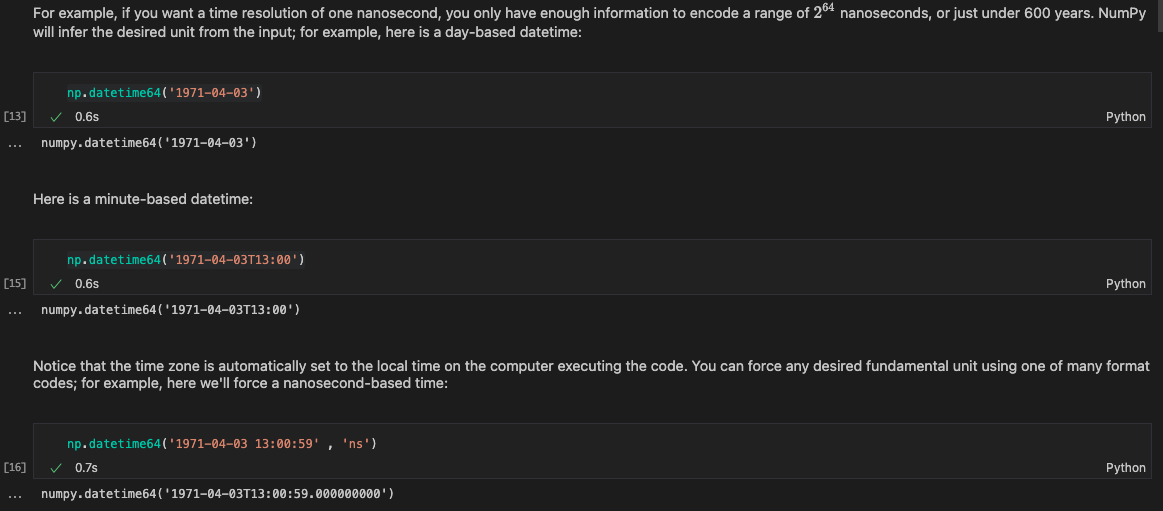 For example, if you want a time resolution of one nanosecond, you only have enough information to encode a range of 2^64 nanoseconds, or just under 600 years. NumPy
will infer the desired unit from the input; for example, here is a day-based datetime:
np.datetime64('1971-04-03')
[13] ✓ 0.6s Python
... numpy.datetime64('1971-04-03')
Here is a minute-based datetime:
np.datetime64('1971-04-03T13:00')
[15] ✓ 0.6s Python
... numpy.datetime64('1971-04-03T13:00')
Notice that the time zone is automatically set to the local time on the computer executing the code. You can force any desired fundamental unit using one of many format
codes; for example, here we'll force a nanosecond-based time:
np.datetime64('1971-04-03 13:00:59' , 'ns')
[16] ✓ 0.7s Python
... numpy.datetime64('1971-04-03T13:00:59.000000000')